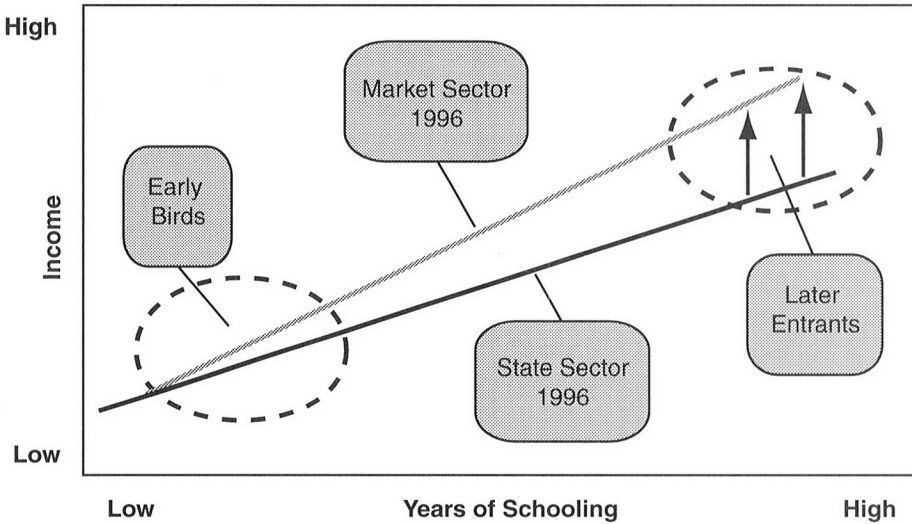 High
Market Sector
1996
Early
Birds
Income
Later
Entrants
State Sector
1996
Low
Low
Years of Schooling
High